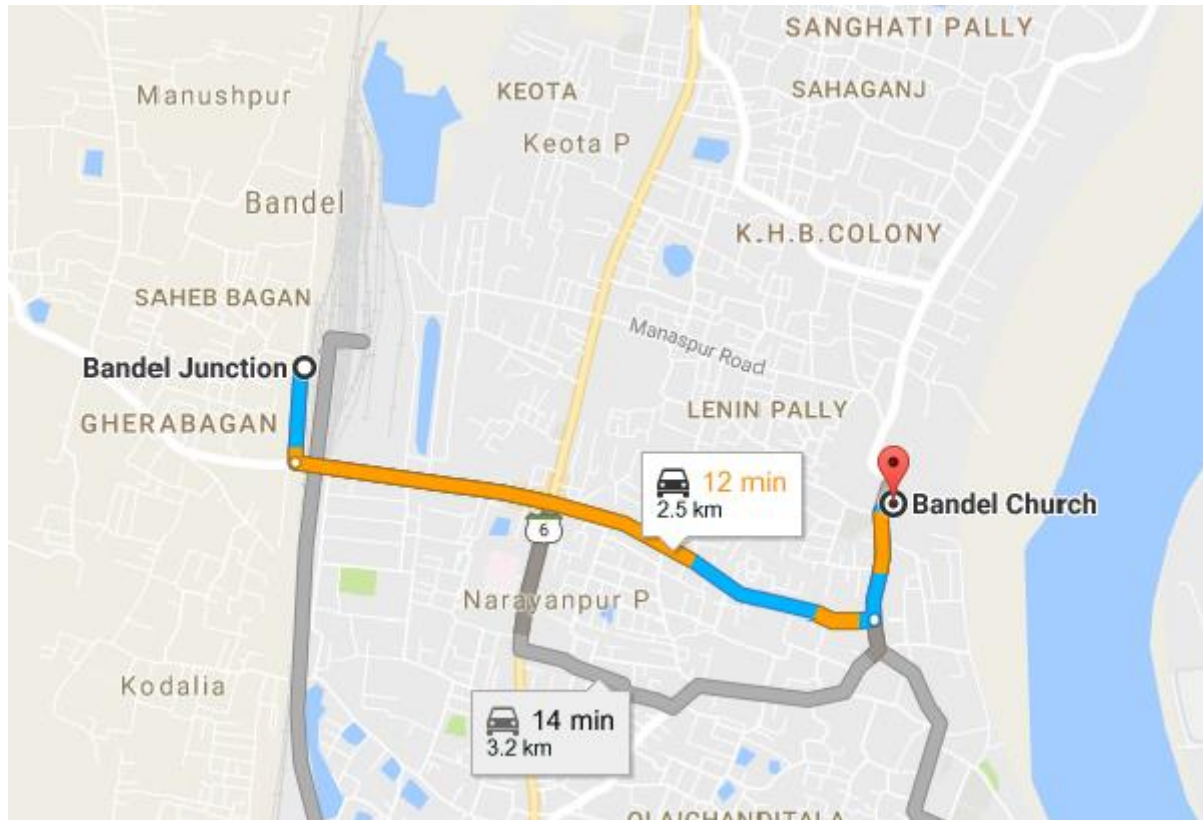 SANGHATI PALLY
Manushpur
KEOTA
SAHAGANJ
Keota P
Bandel
K.H.B.COLONY
SAHEB BAGAN
Manaspur Road
Bandel Junction
LENIN PALLY
GHERABAGAN
12 min
2.5 km
Bandel Church
6
Narayanpur P
Kodalia
14 min
3.2 km
OLAICHANDITALA